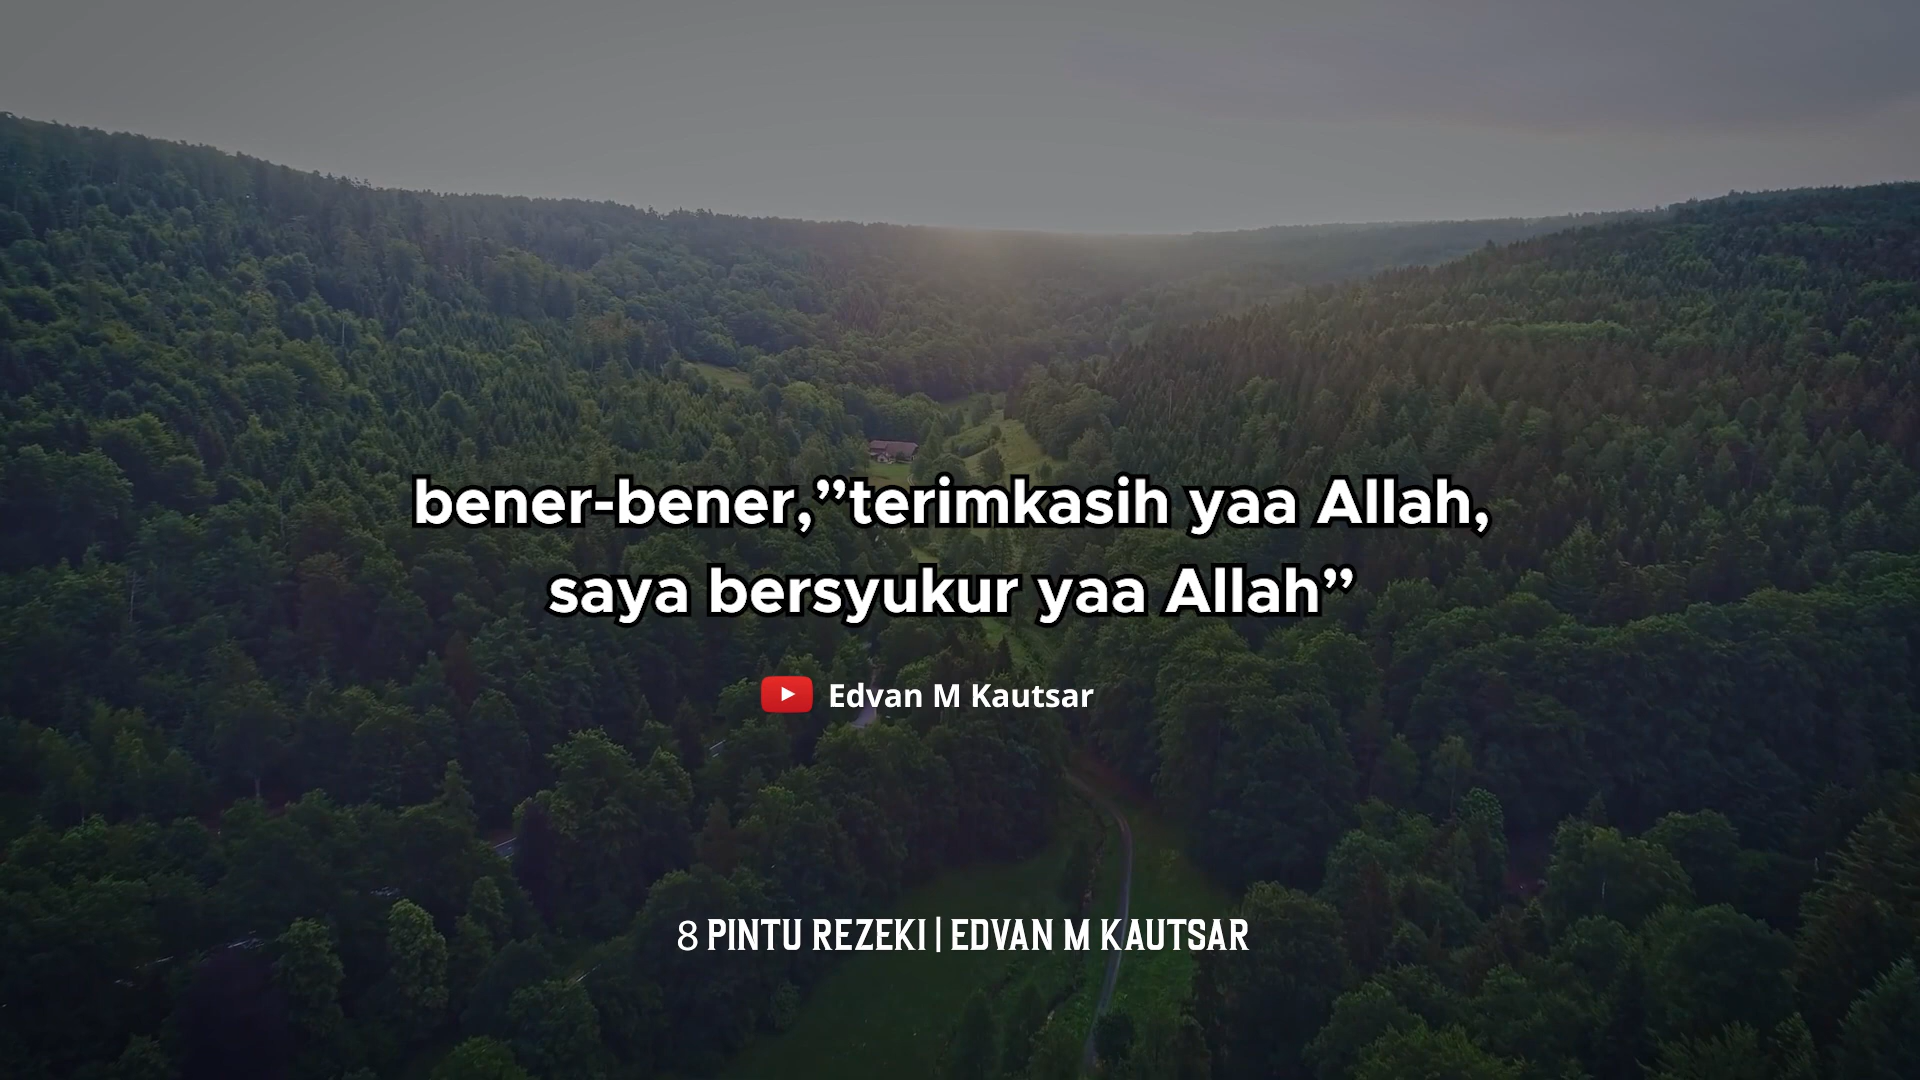 bener-bener,”terimkasih yaa Allah,
saya bersyukur yaa Allah”
Edvan M Kautsar
8 PINTU REZEKI | EDVAN M KAUTSAR